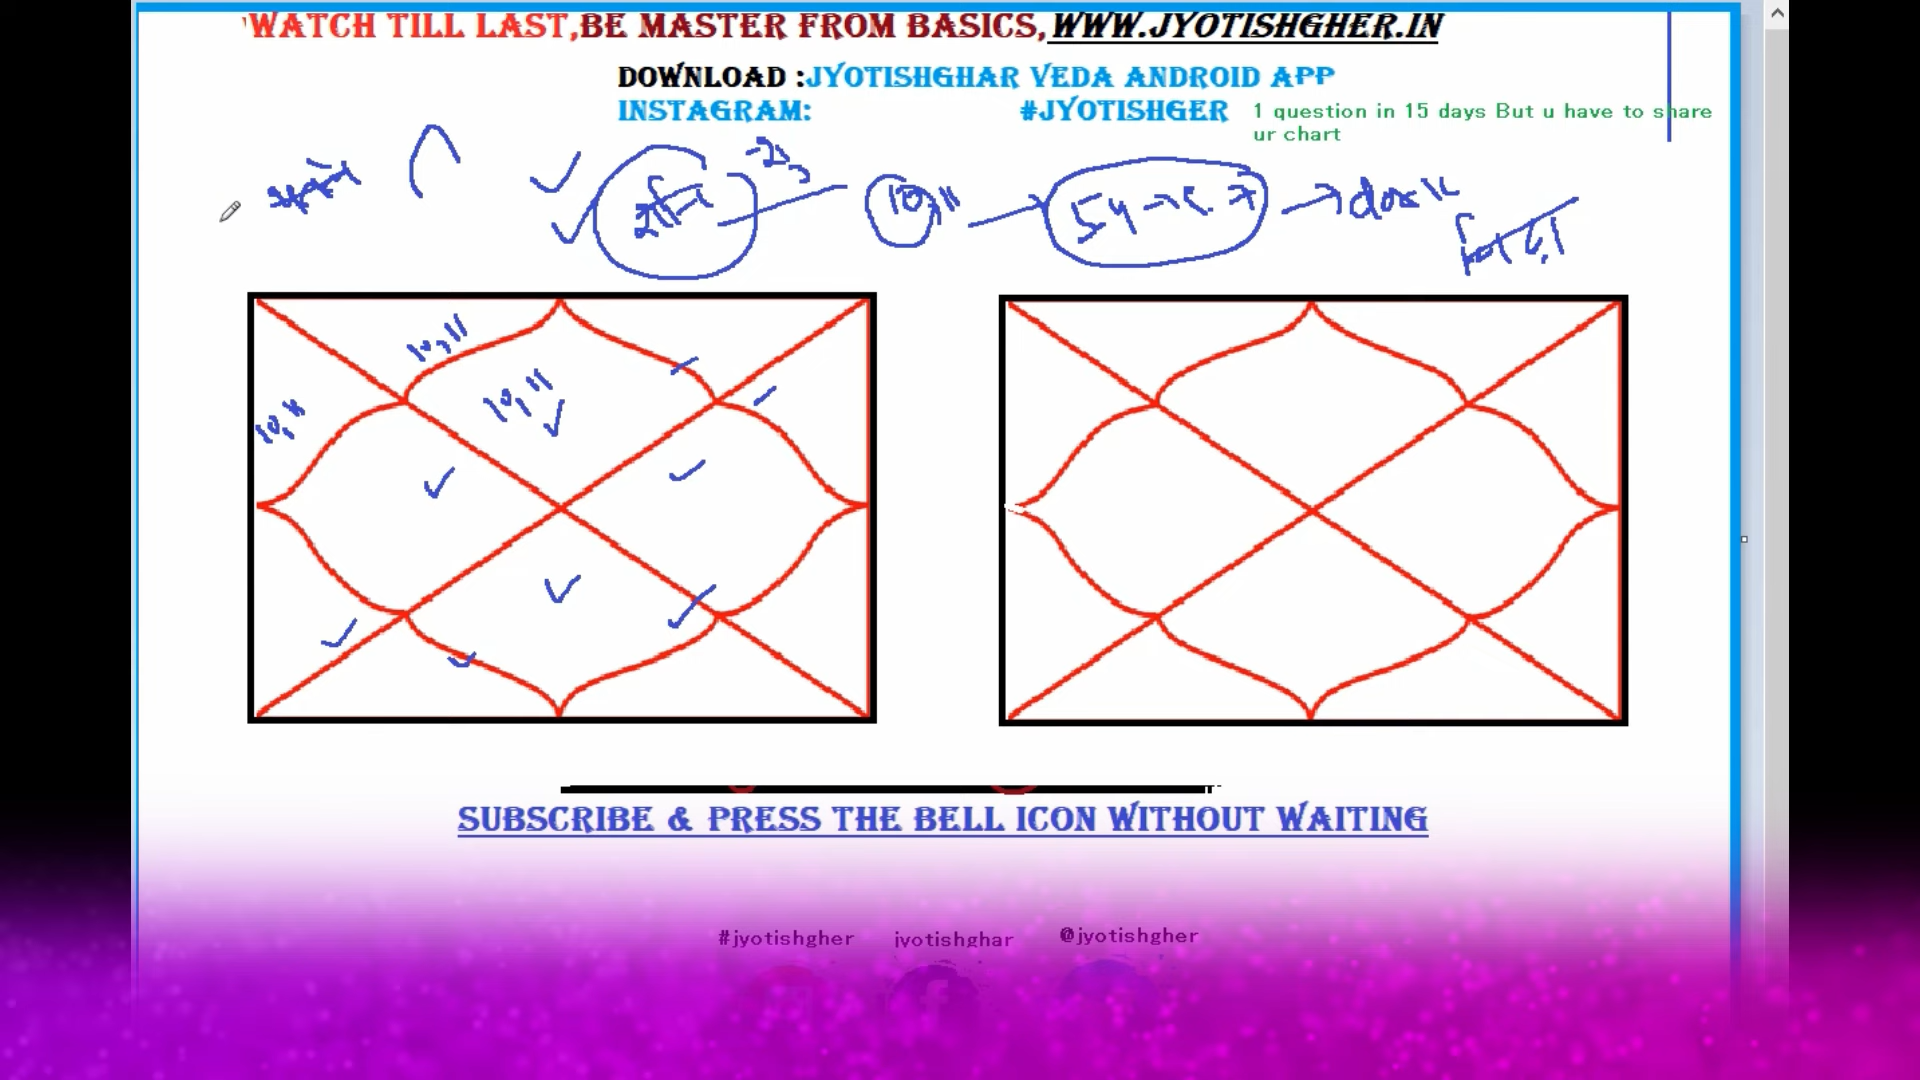 WATCH TILL LAST,BE MASTER FROM BASICS,WWW.JYOTISHGHER.IN
DOWNLOAD :JYOTISHGHAR VEDA ANDROID APP
INSTAGRAM: #JYOTISHGER
1 question in 15 days But u have to share
ur chart
10,11
10,11
10,11
10,11
SUBSCRIBE & PRESS THE BELL ICON WITHOUT WAITING
#jyotishgher jyotishghar @jyotishgher